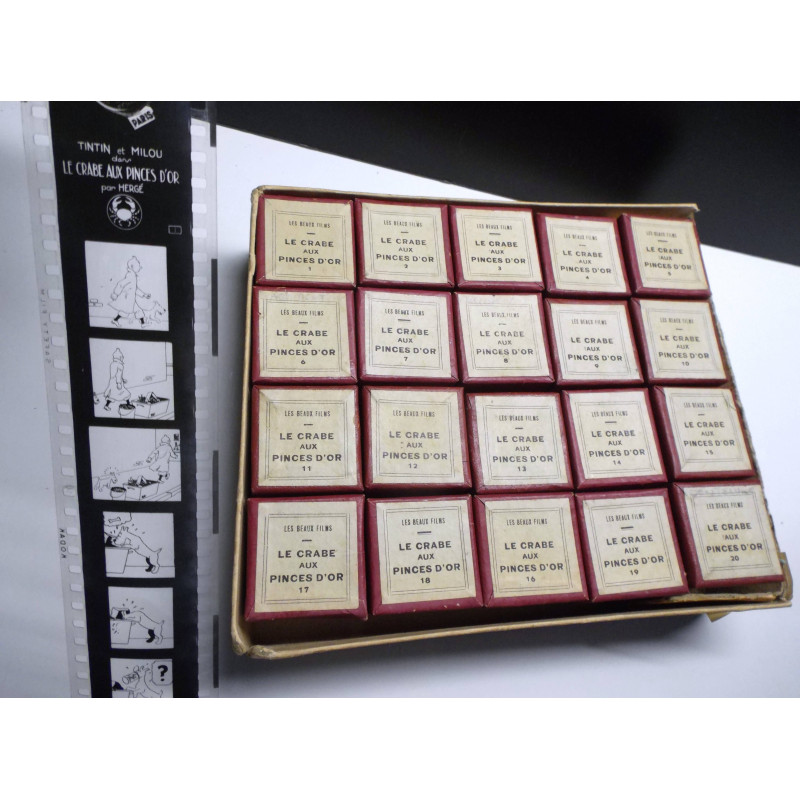 PARIS
TINTIN et MILOU
dans
LE CRABE AUX PINCES D'OR
par HERGÉ
?
KODAK
LES BEAUX FILMS
LE CRABE
AUX
PINCES D'OR
1
LES BEAUX FILMS
LE CRABE
AUX
PINCES D'OR
2
LES BEAUX FILMS
LE CRABE
AUX
PINCES D'OR
3
LES BEAUX FILMS
LE CRABE
AUX
PINCES D'OR
4
LES BEAUX FILMS
LE CRABE
AUX
PINCES D'OR
5
LES BEAUX FILMS
LE CRABE
AUX
PINCES D'OR
6
LES BEAUX FILMS
LE CRABE
AUX
PINCES D'OR
7
LES BEAUX FILMS
LE CRABE
AUX
PINCES D'OR
8
LES BEAUX FILMS
LE CRABE
AUX
PINCES D'OR
9
LES BEAUX FILMS
LE CRABE
AUX
PINCES D'OR
10
LES BEAUX FILMS
LE CRABE
AUX
PINCES D'OR
11
LES BEAUX FILMS
LE CRABE
AUX
PINCES D'OR
12
LES BEAUX FILMS
LE CRABE
AUX
PINCES D'OR
13
LES BEAUX FILMS
LE CRABE
AUX
PINCES D'OR
14
LES BEAUX FILMS
LE CRABE
AUX
PINCES D'OR
15
LES BEAUX FILMS
LE CRABE
AUX
PINCES D'OR
17
LES BEAUX FILMS
LE CRABE
AUX
PINCES D'OR
18
LES BEAUX FILMS
LE CRABE
AUX
PINCES D'OR
16
LES BEAUX FILMS
LE CRABE
AUX
PINCES D'OR
19
LES BEAUX FILMS
LE CRABE
AUX
PINCES D'OR
20